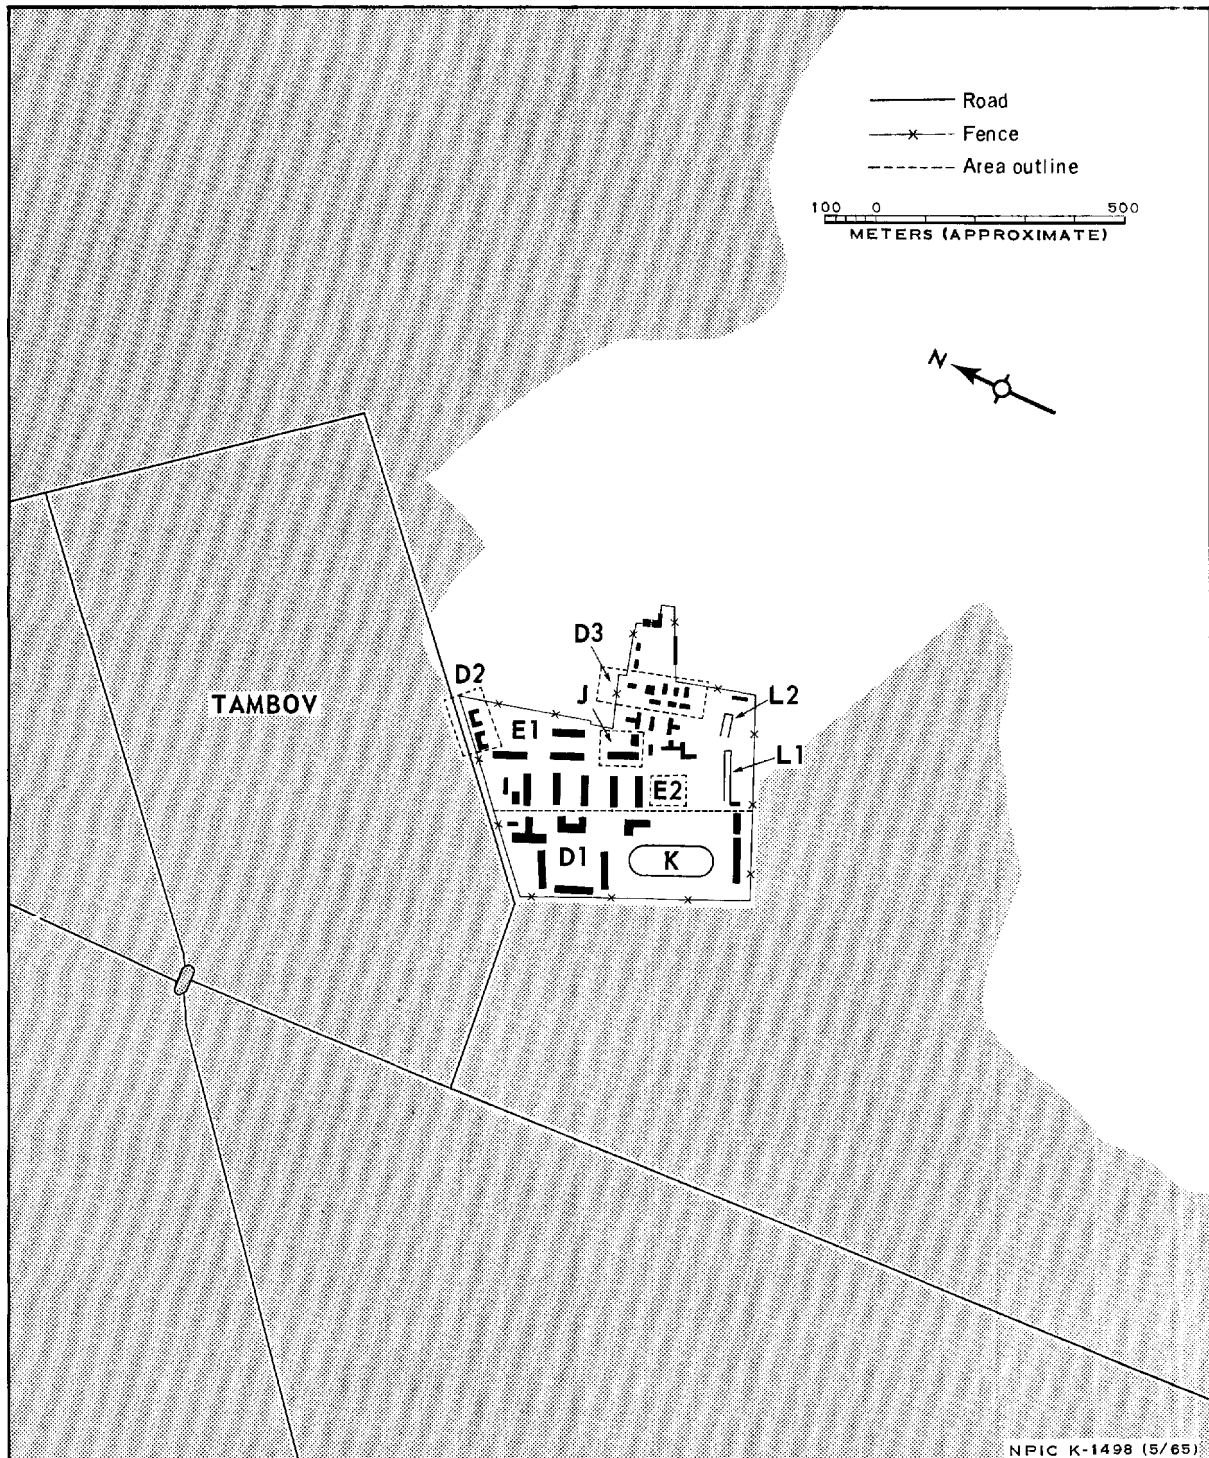 Road
Fence
Area outline
100 0 500
METERS (APPROXIMATE)
N
D3
D2
J
TAMBOV
E1
L2
L1
E2
D1
K
NPIC K-1498 (5/65)